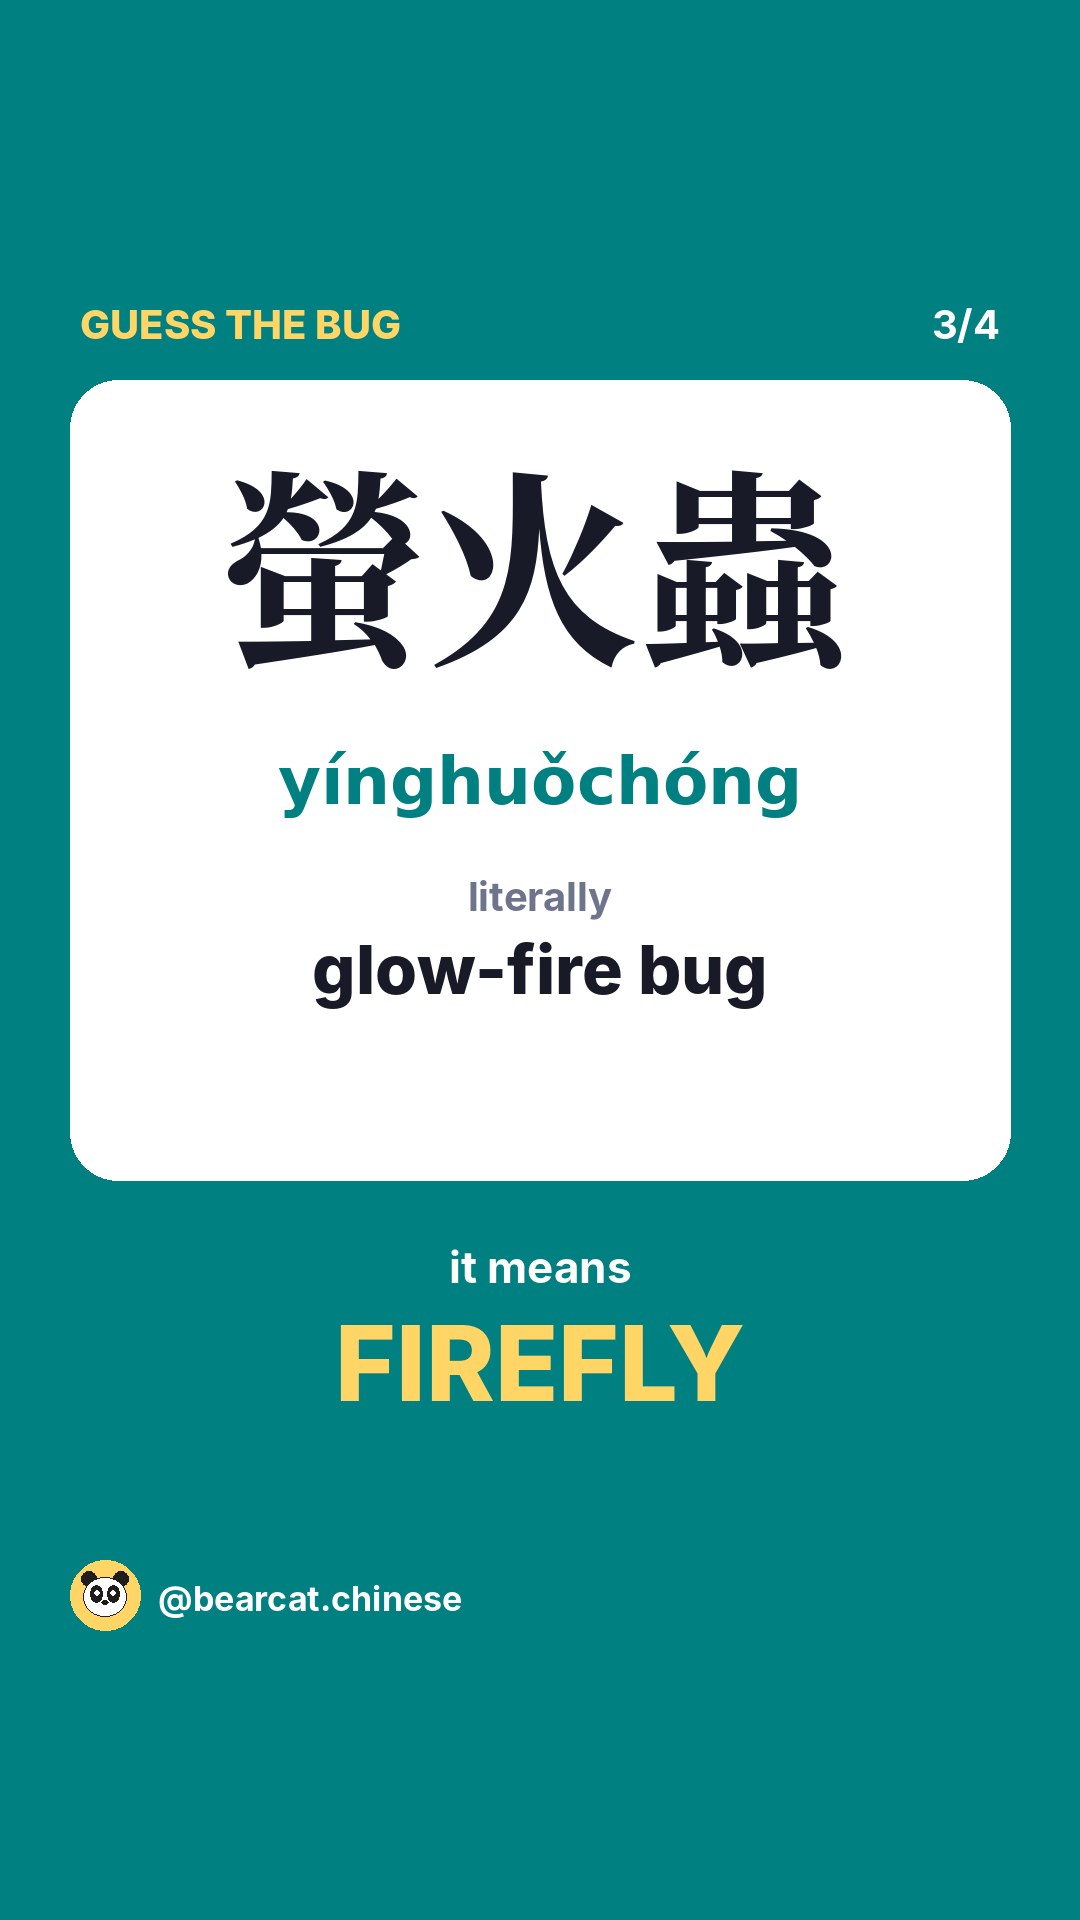 GUESS THE BUG
3/4
螢火蟲
yínghuǒchóng
literally
glow-fire bug
it means
FIREFLY
@bearcat.chinese